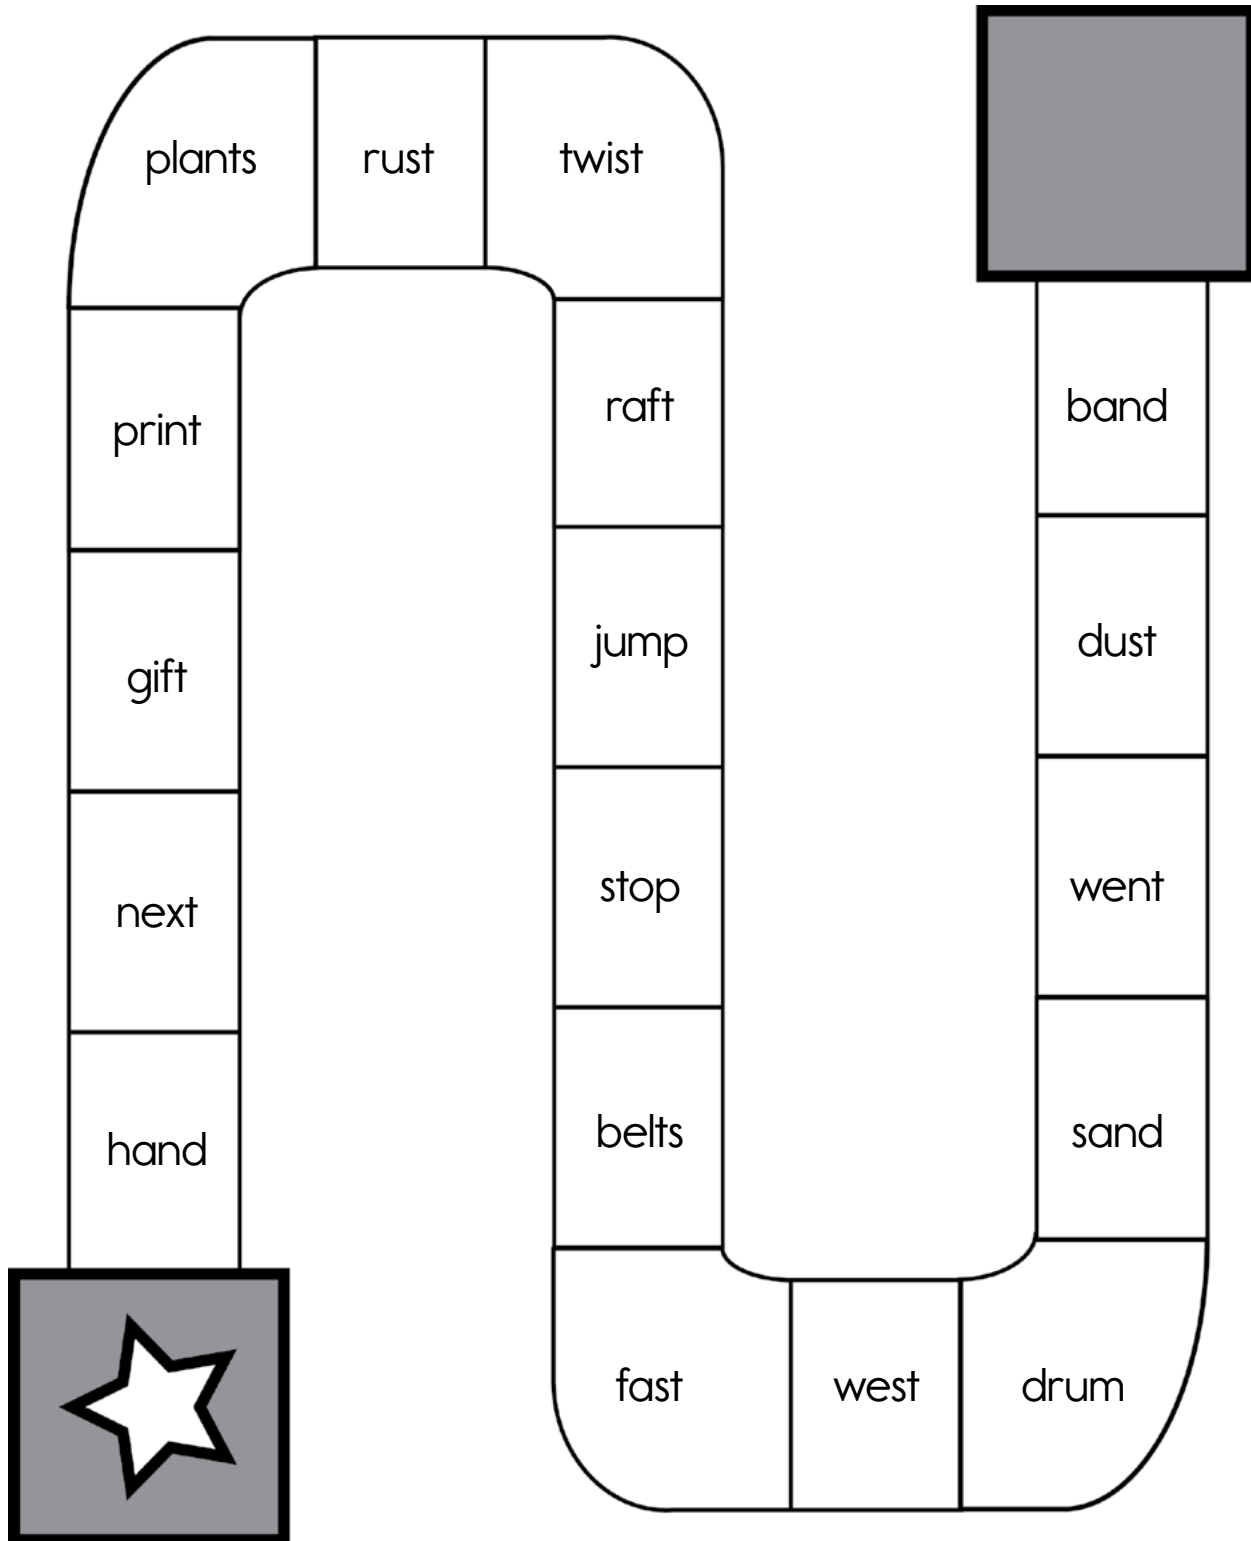 hand
next
gift
print
plants
rust
twist
raft
jump
stop
belts
fast
west
drum
sand
went
dust
band